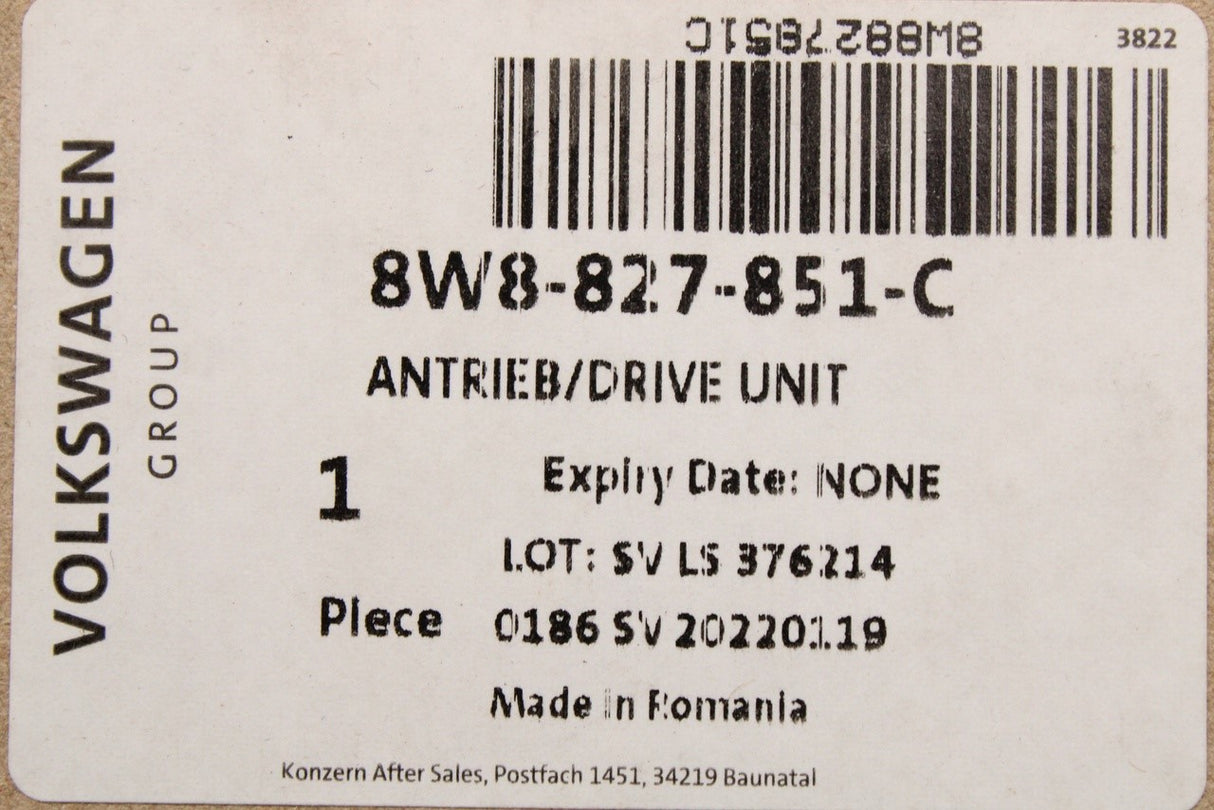 8W8827851C
3822
VOLKSWAGEN
GROUP
8W8-827-851-C
ANTRIEB/DRIVE UNIT
1
Expiry Date: NONE
LOT: SV LS 376214
Piece
0186 SV 20220119
Made in Romania
Konzern After Sales, Postfach 1451, 34219 Baunatal